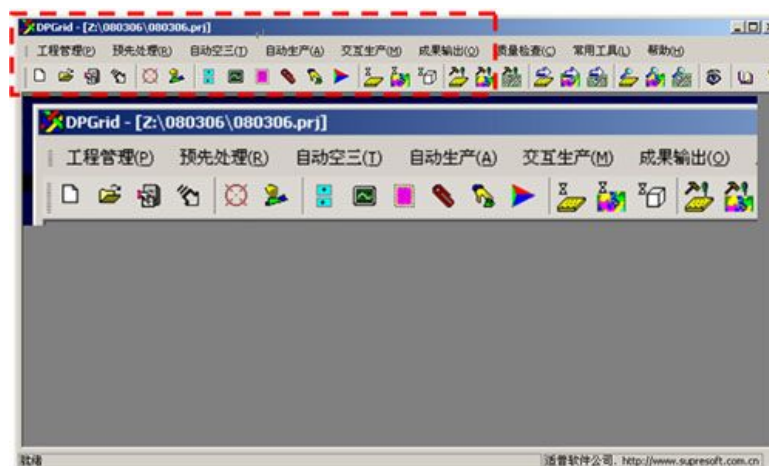 DPGrid - [Z:\080306\080306.prj]
工程管理(P) 预先处理(R) 自动空三(T) 自动生产(A) 交互生产(M) 成果输出(O) 质量检查(C) 常用工具(L) 帮助(H)
DPGrid - [Z:\080306\080306.prj]
工程管理(P) 预先处理(R) 自动空三(T) 自动生产(A) 交互生产(M) 成果输出(O)
就绪 适普软件公司. http://www.supresoft.com.cn